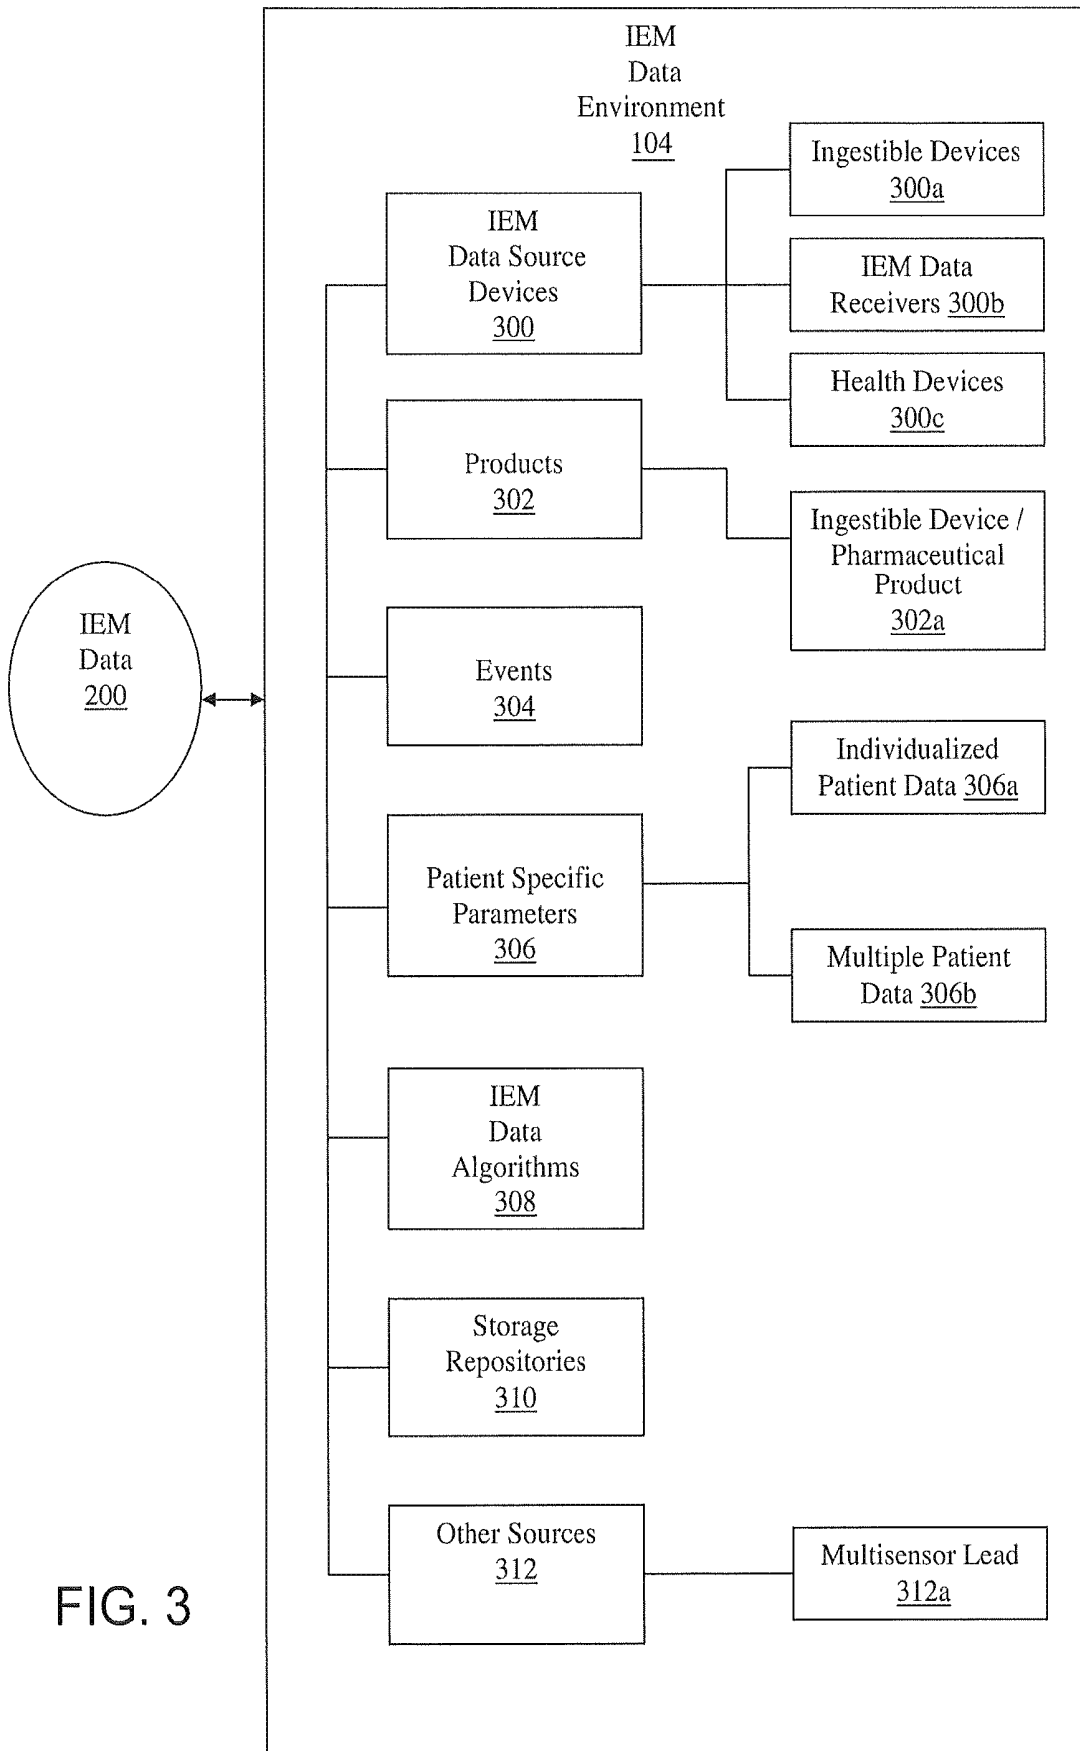 IEM
Data
Environment
104
Ingestible Devices
300a
IEM
Data Source
Devices
300
IEM Data
Receivers 300b
Health Devices
300c
Products
302
Ingestible Device /
Pharmaceutical
Product
302a
IEM
Data
200
Events
304
Individualized
Patient Data 306a
Patient Specific
Parameters
306
Multiple Patient
Data 306b
IEM
Data
Algorithms
308
Storage
Repositories
310
Other Sources
312
Multisensor Lead
312a
FIG. 3